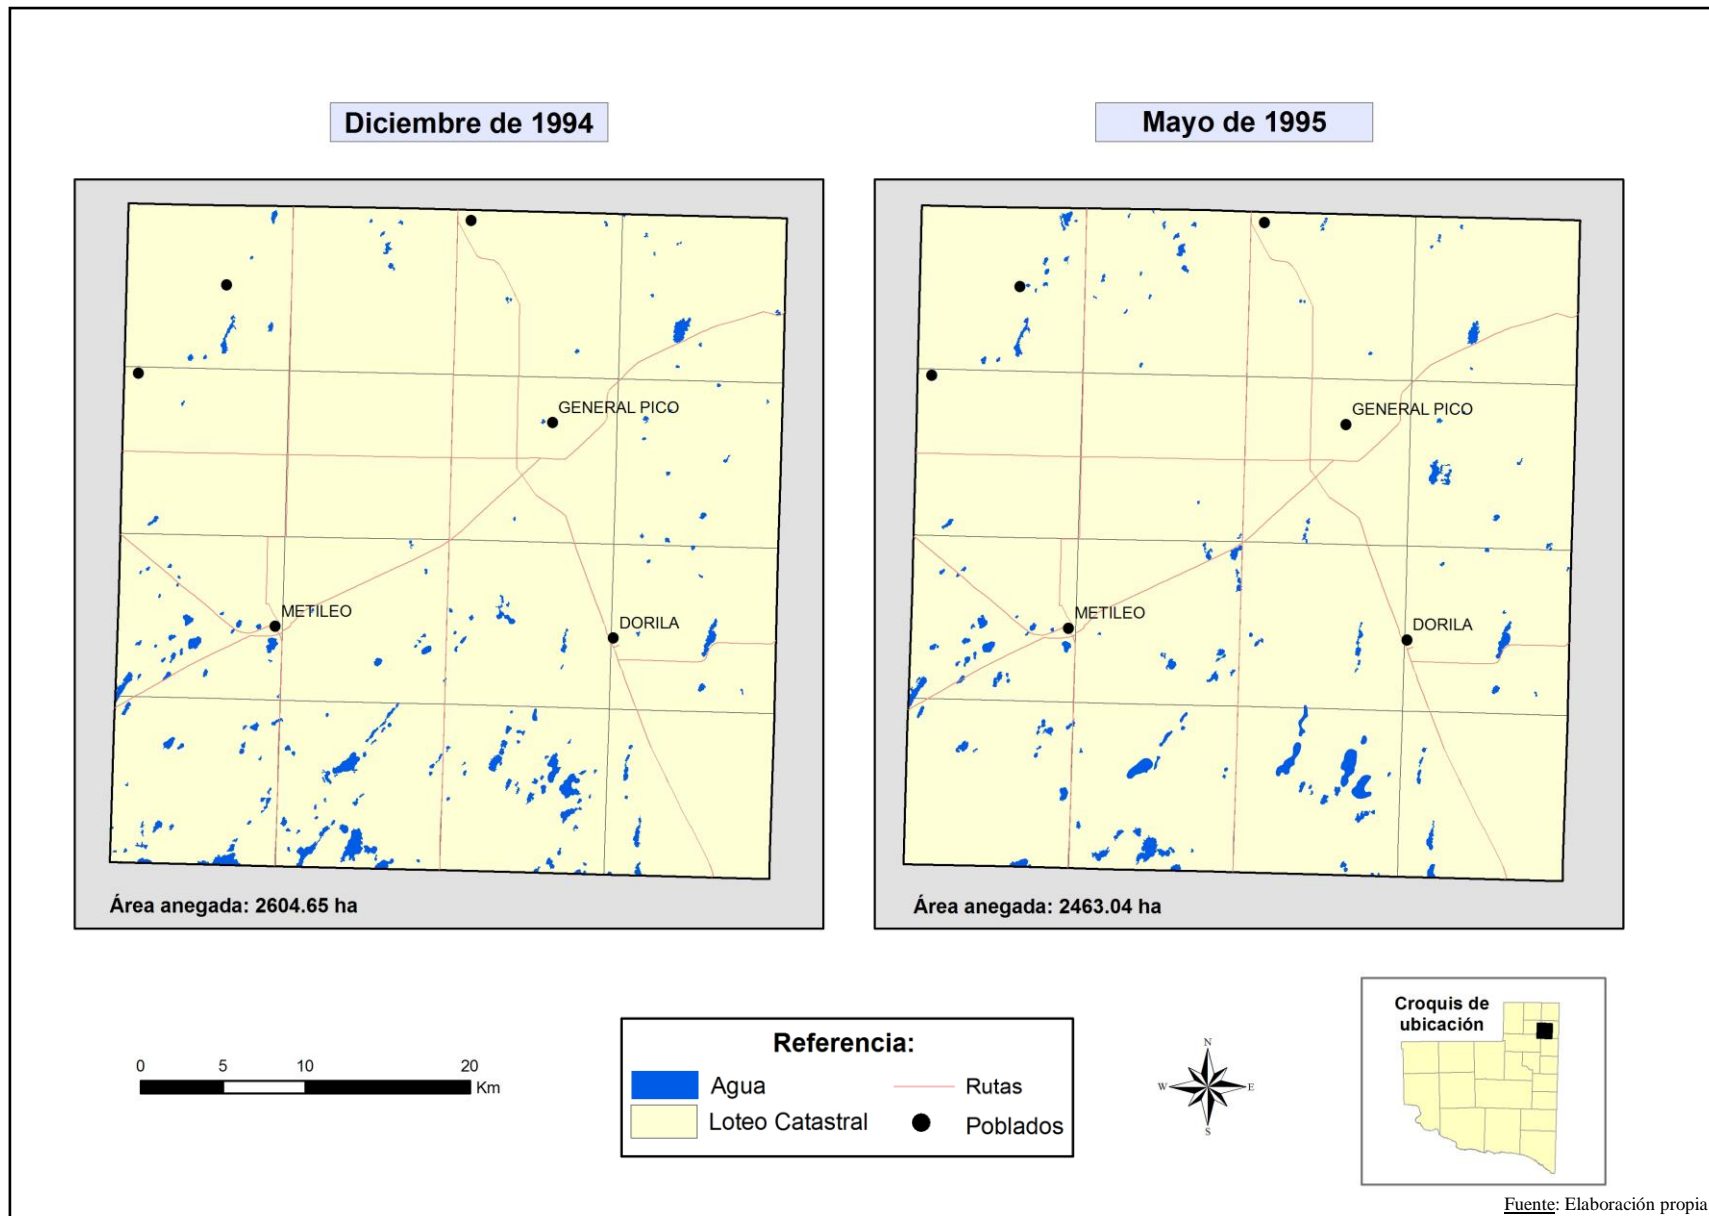 Diciembre de 1994
Mayo de 1995
GENERAL PICO
METILEO
DORILA
Área anegada: 2604.65 ha
GENERAL PICO
METILEO
DORILA
Área anegada: 2463.04 ha
0 5 10 20
Km
Referencia:
Agua
Rutas
Loteo Catastral
Poblados
N
W E
S
Croquis de
ubicación
Fuente: Elaboración propia